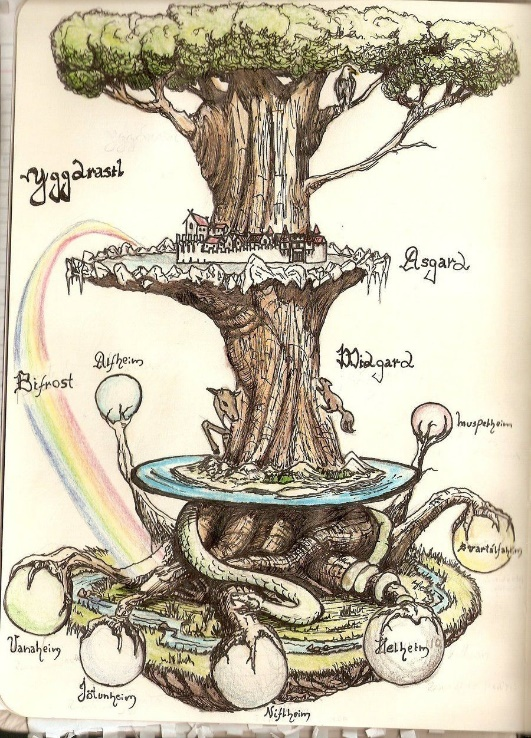 Yggdrasil
Asgard
Midgard
Alfheim
Bifrost
Muspelheim
Svartalfaheim
Vanaheim
Helheim
Jotunheim
Niflheim